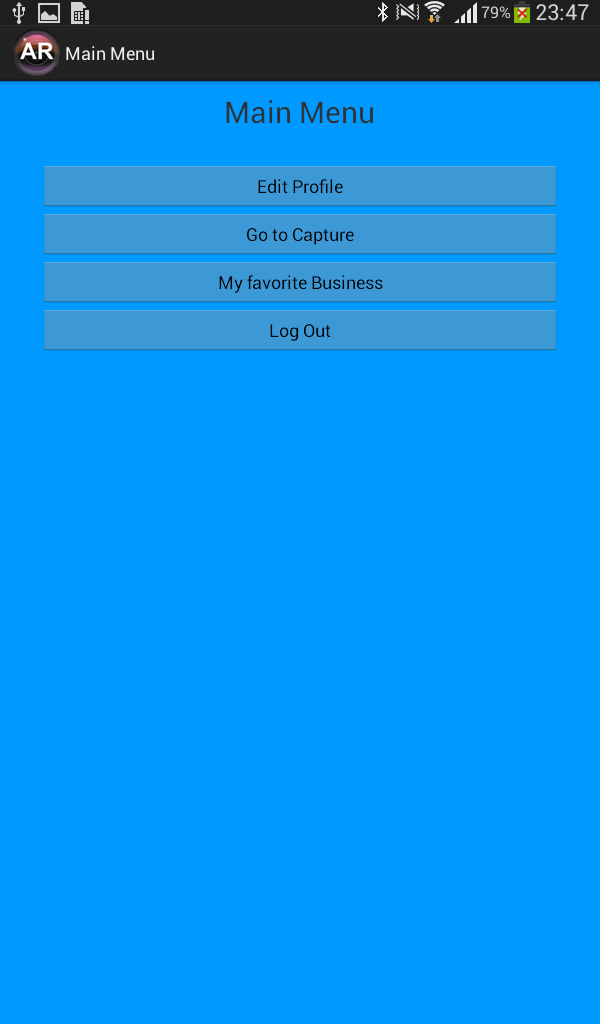 79% 23:47
AR Main Menu
Main Menu
Edit Profile
Go to Capture
My favorite Business
Log Out